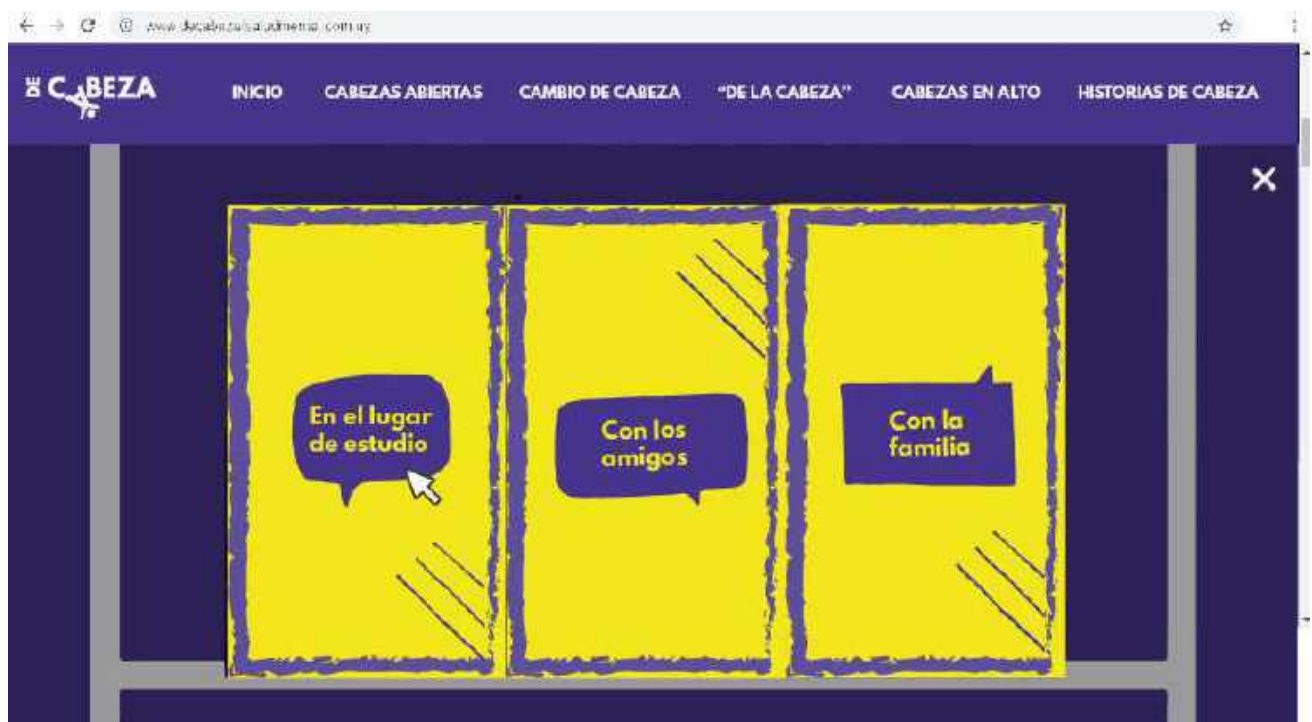 DE CABEZA
INICIO CABEZAS ABIERTAS CAMBIO DE CABEZA "DE LA CABEZA" CABEZAS EN ALTO HISTORIAS DE CABEZA
En el lugar
de estudio
Con los
amigos
Con la
familia